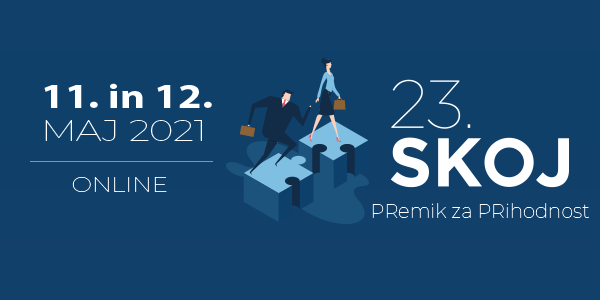 11. in 12.
MAJ 2021
ONLINE
23.
SKOJ
PRemik za PRihodnost